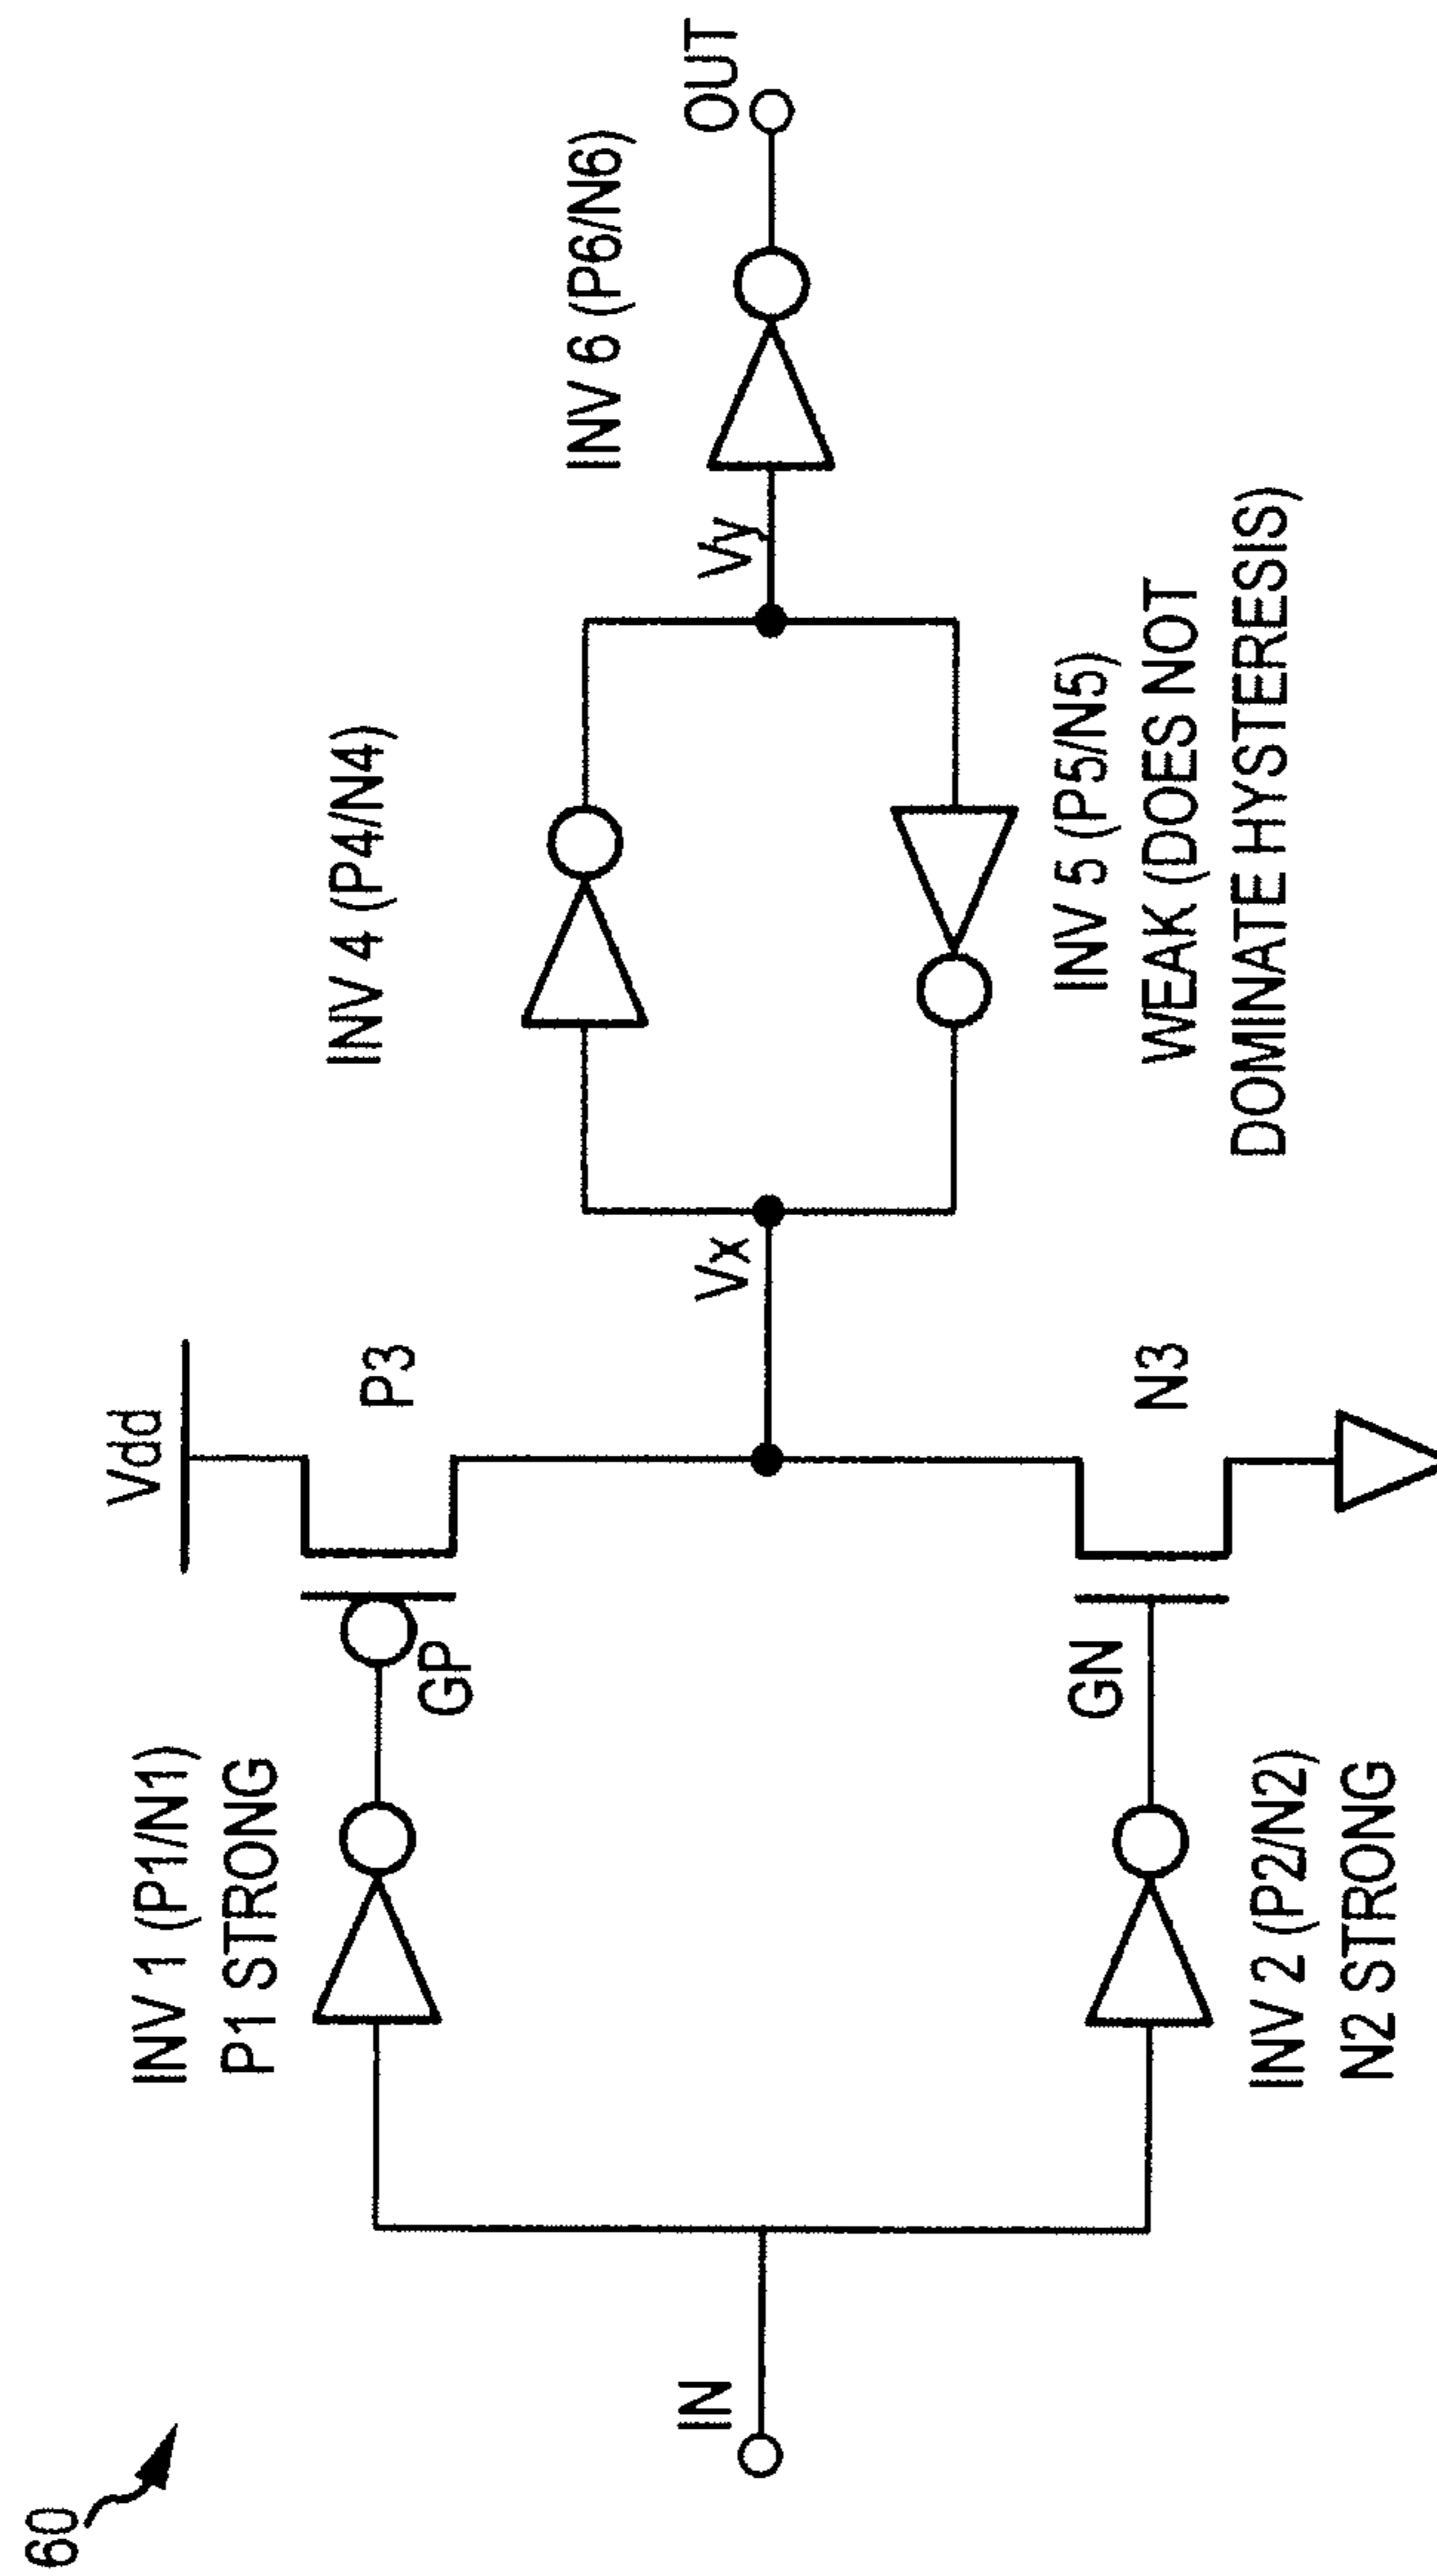 60
IN
INV 1 (P1/N1)
P1 STRONG
INV 2 (P2/N2)
N2 STRONG
GP
GN
Vdd
P3
N3
Vx
INV 4 (P4/N4)
INV 5 (P5/N5)
WEAK (DOES NOT
DOMINATE HYSTERESIS)
Vy
INV 6 (P6/N6)
OUT